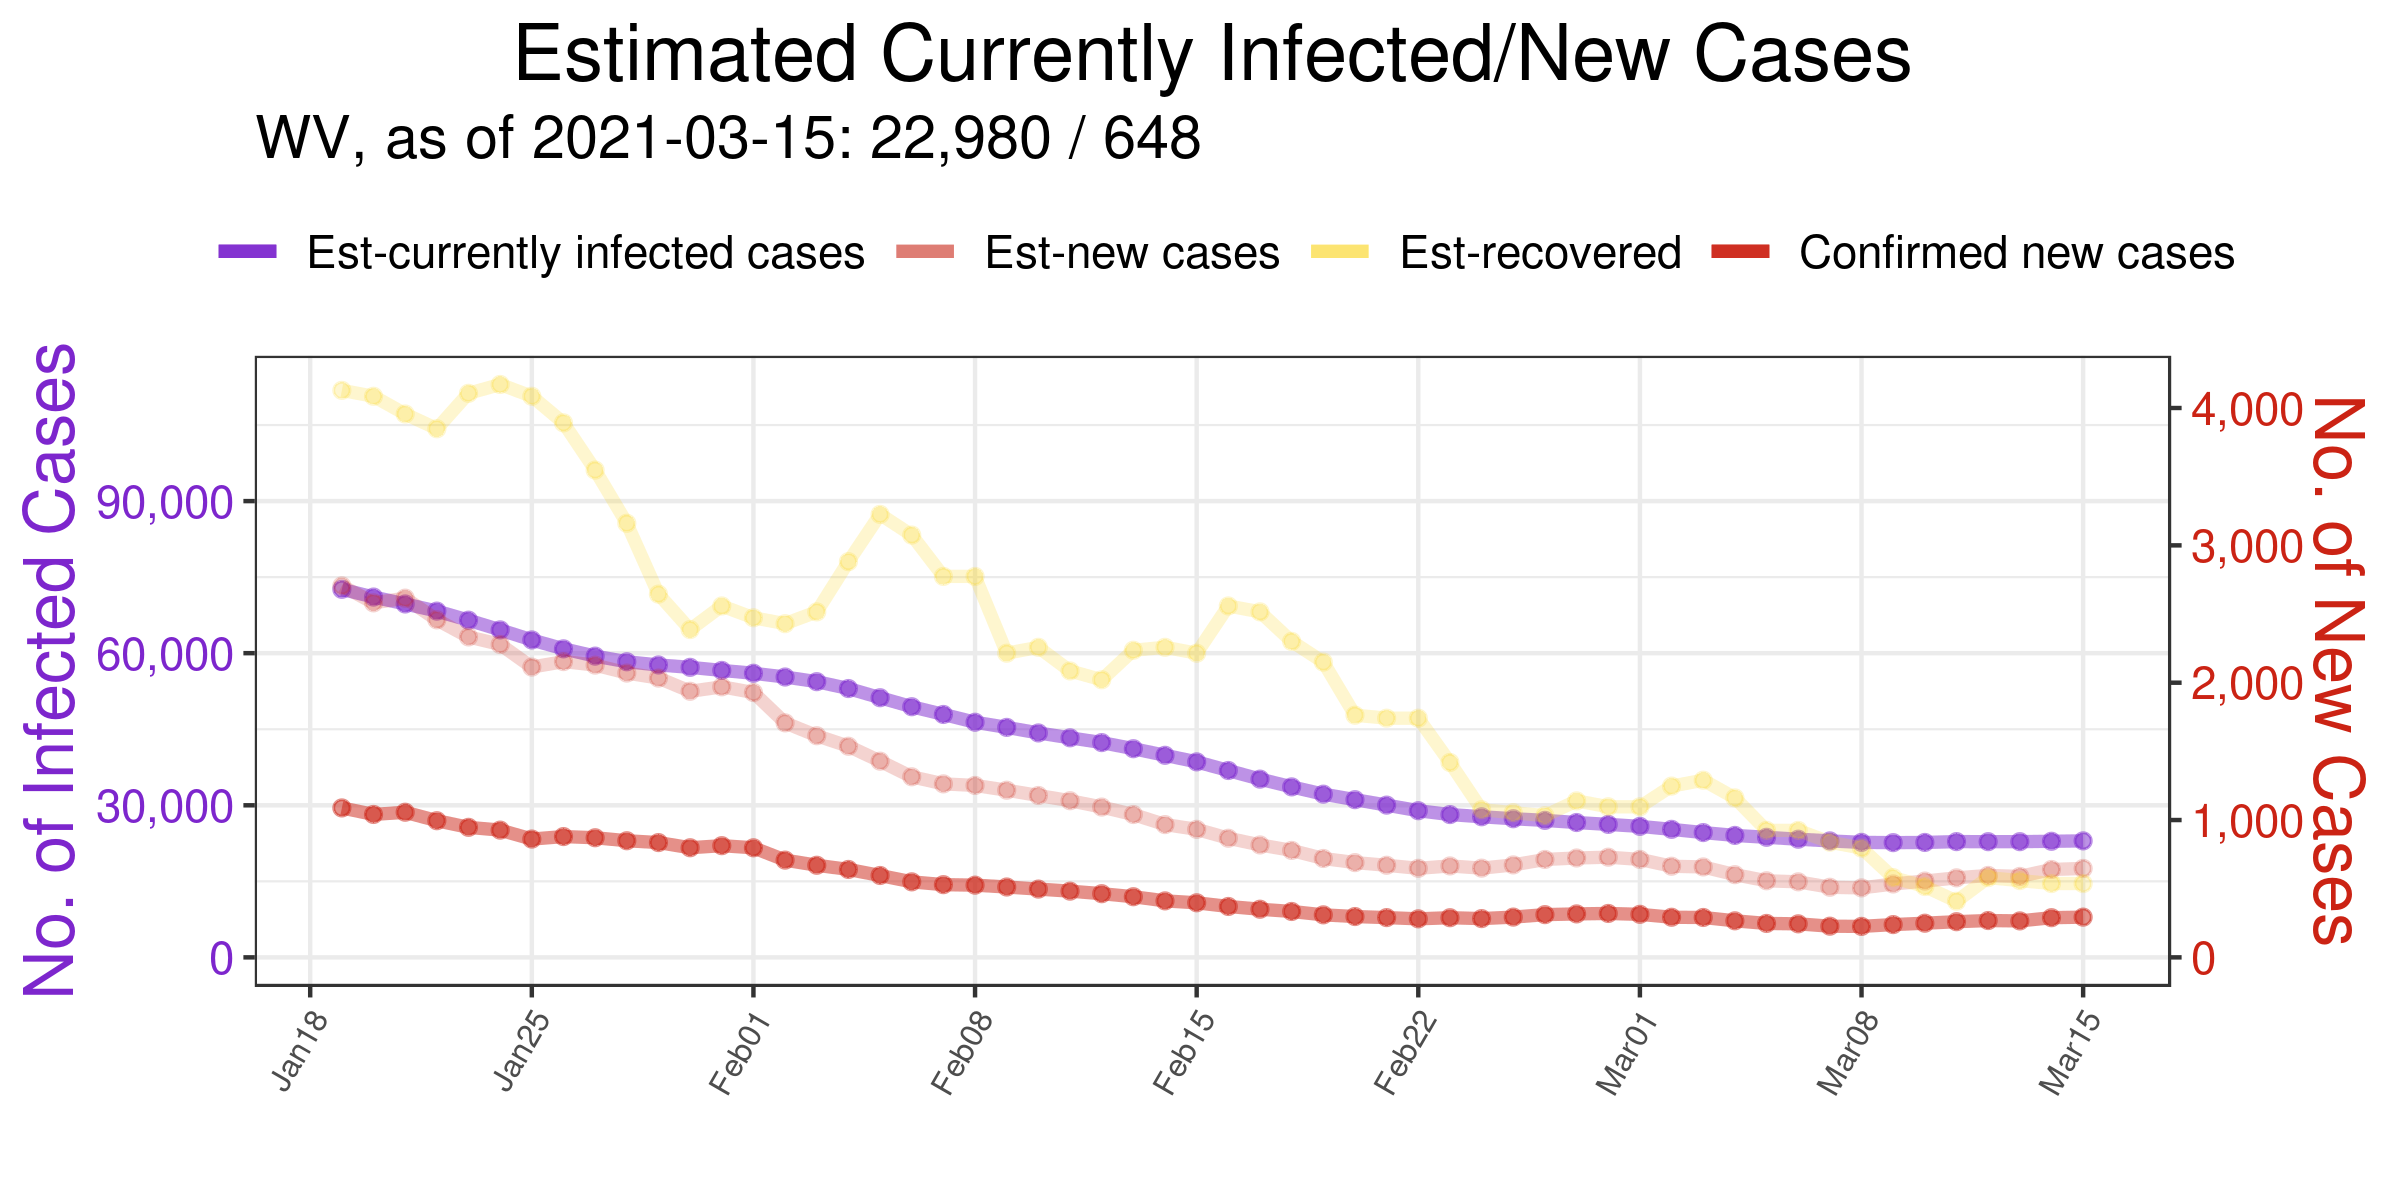 Estimated Currently Infected/New Cases
WV, as of 2021-03-15: 22,980 / 648
Est-currently infected cases Est-new cases Est-recovered Confirmed new cases
No. of Infected Cases
90,000
60,000
30,000
0
4,000
3,000
2,000
1,000
0
No. of New Cases
Jan18 Jan25 Feb01 Feb08 Feb15 Feb22 Mar01 Mar08 Mar15